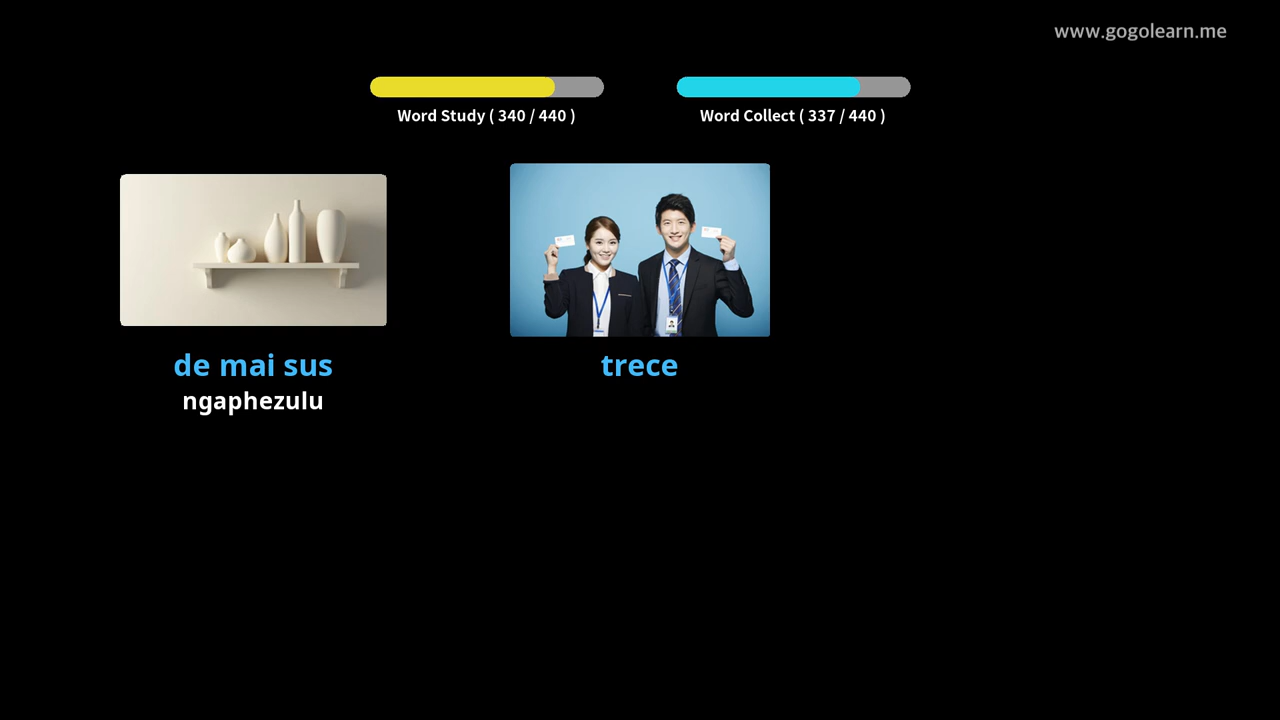 www.gogolearn.me
Word Study ( 340 / 440 )
Word Collect ( 337 / 440 )
de mai sus
ngaphezulu
trece